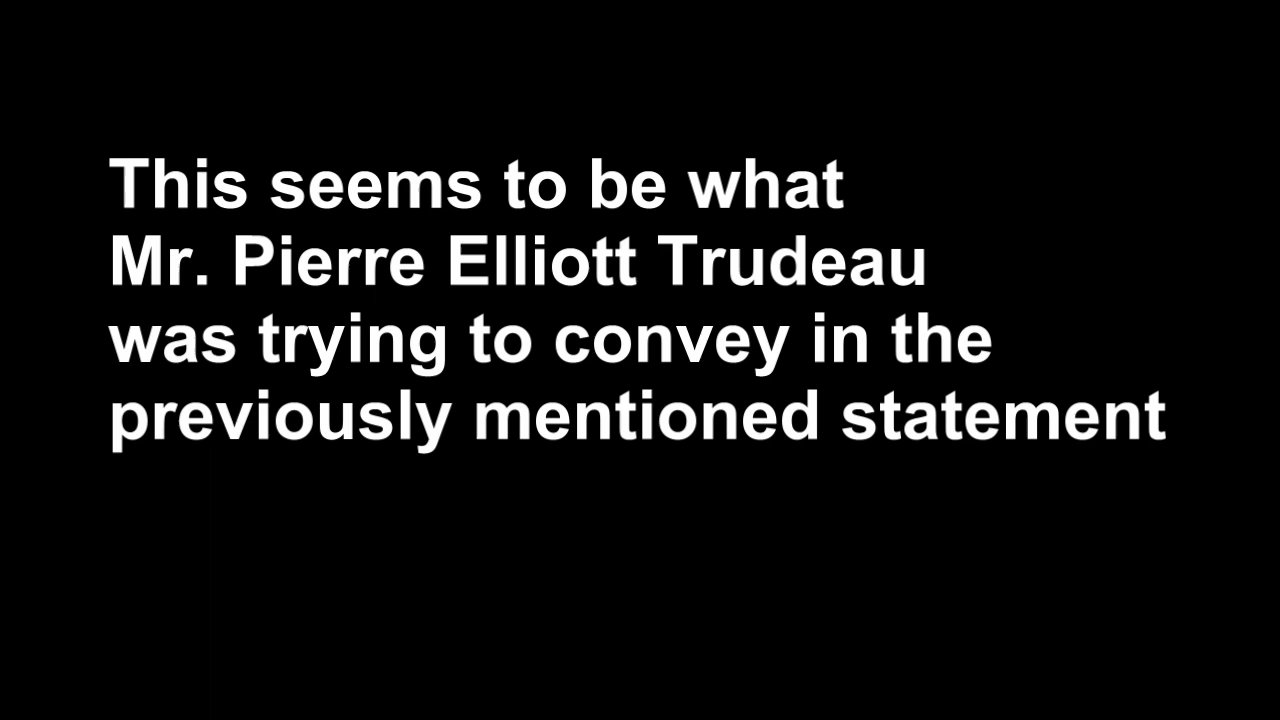 This seems to be what
Mr. Pierre Elliott Trudeau
was trying to convey in the
previously mentioned statement